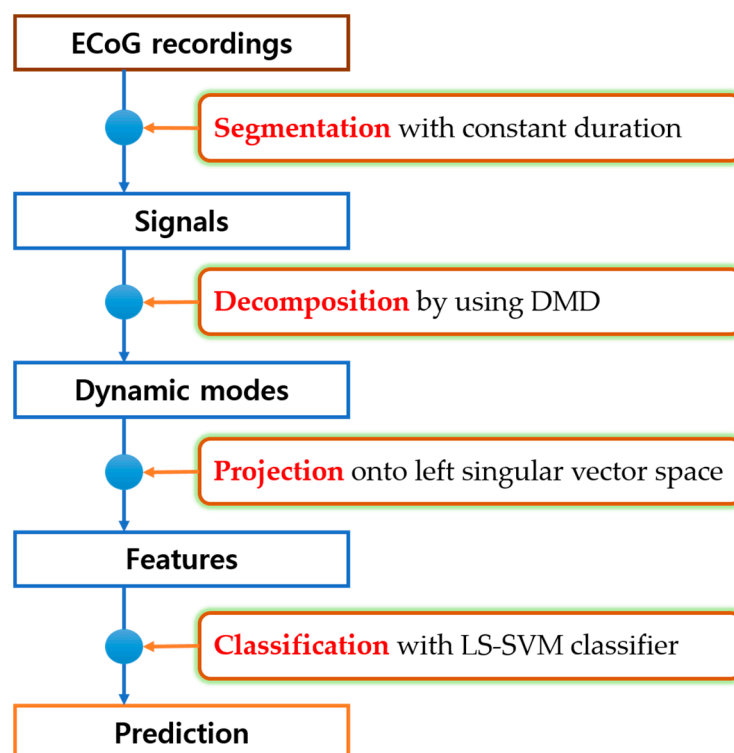 ECoG recordings
Segmentation with constant duration
Signals
Decomposition by using DMD
Dynamic modes
Projection onto left singular vector space
Features
Classification with LS-SVM classifier
Prediction